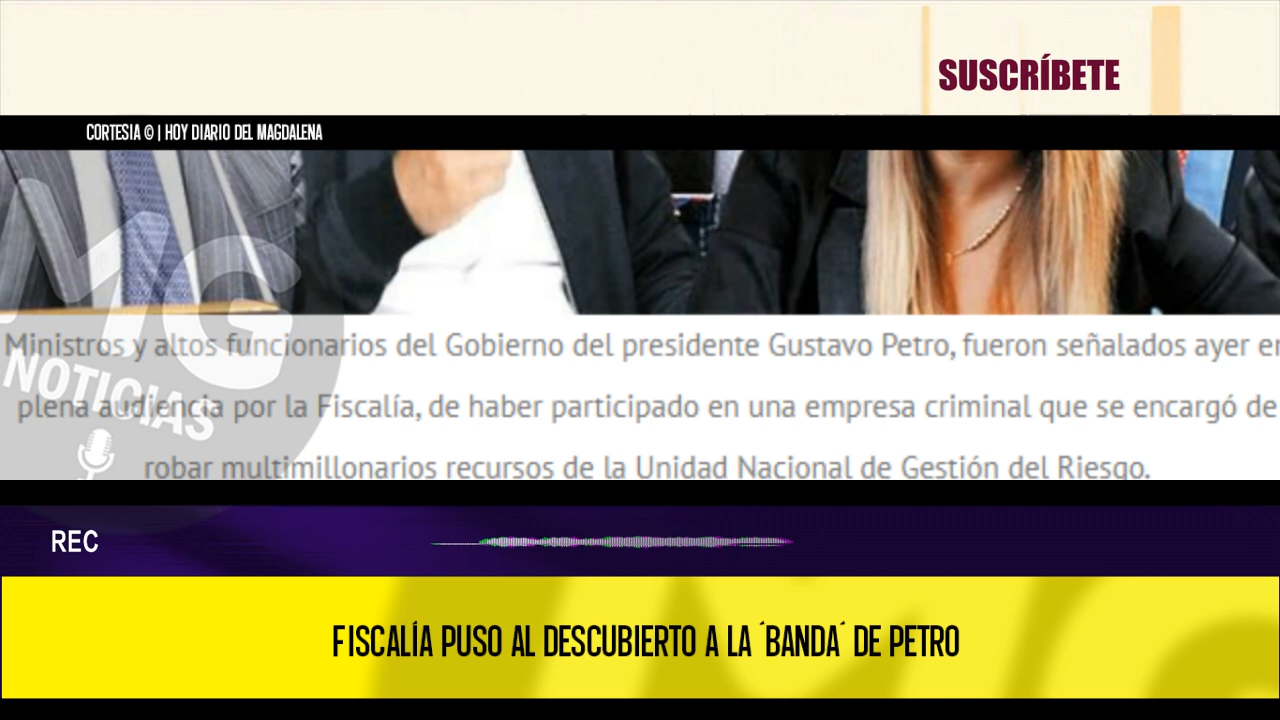 SUSCRÍBETE
CORTESIA © | HOY DIARIO DEL MAGDALENA
Ministros y altos funcionarios del Gobierno del presidente Gustavo Petro, fueron señalados ayer en
plena audiencia por la Fiscalía, de haber participado en una empresa criminal que se encargó de
robar multimillonarios recursos de la Unidad Nacional de Gestión del Riesgo.
MG
NOTICIAS
REC
FISCALÍA PUSO AL DESCUBIERTO A LA ´BANDA´ DE PETRO